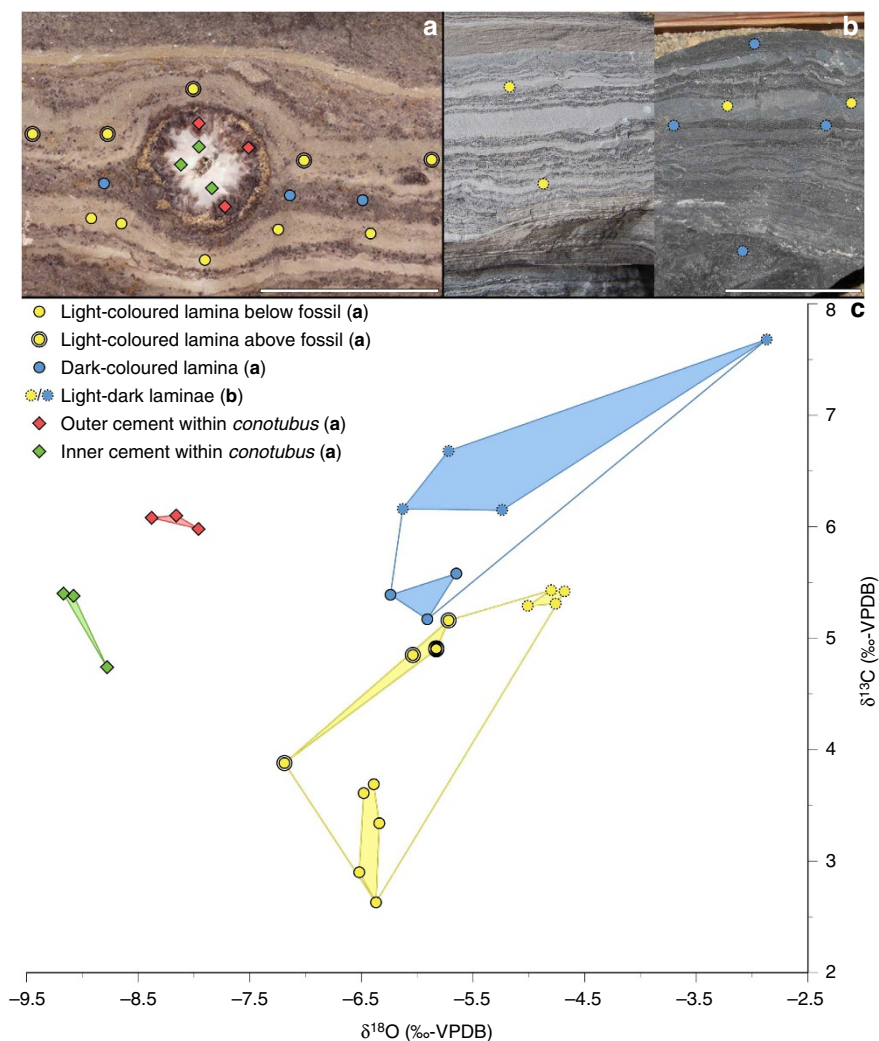 a
b
Light-coloured lamina below fossil (a)
Light-coloured lamina above fossil (a)
Dark-coloured lamina (a)
/ Light-dark laminae (b)
Outer cement within conotubus (a)
Inner cement within conotubus (a)
c
8
7
6
5
4
3
2
δ13C (‰-VPDB)
–9.5 –8.5 –7.5 –6.5 –5.5 –4.5 –3.5 –2.5
δ18O (‰-VPDB)